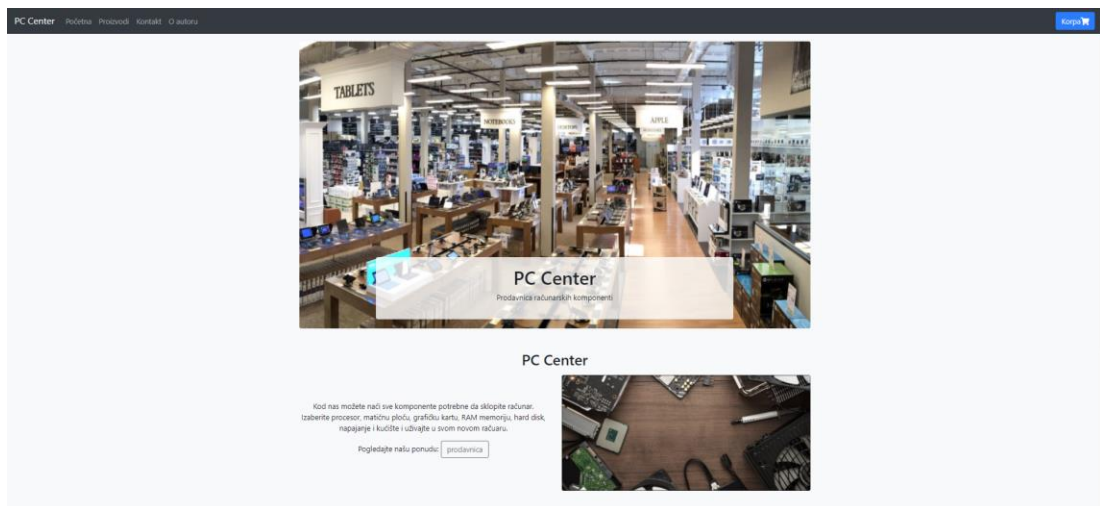 PC Center Početna Proizvodi Kontakt O autoru Korpa
TABLETS
NOTEBOOKS
APPLE
PC Center
Prodavnica računarskih komponenti
PC Center
Kod nas možete naći sve komponente potrebne da sklopite računar.
Izaberite procesor, matičnu ploču, grafičku kartu, RAM memoriju, hard disk,
napajanje i kućište i uživajte u svom novom računaru.
Pogledajte našu ponudu: prodavnica